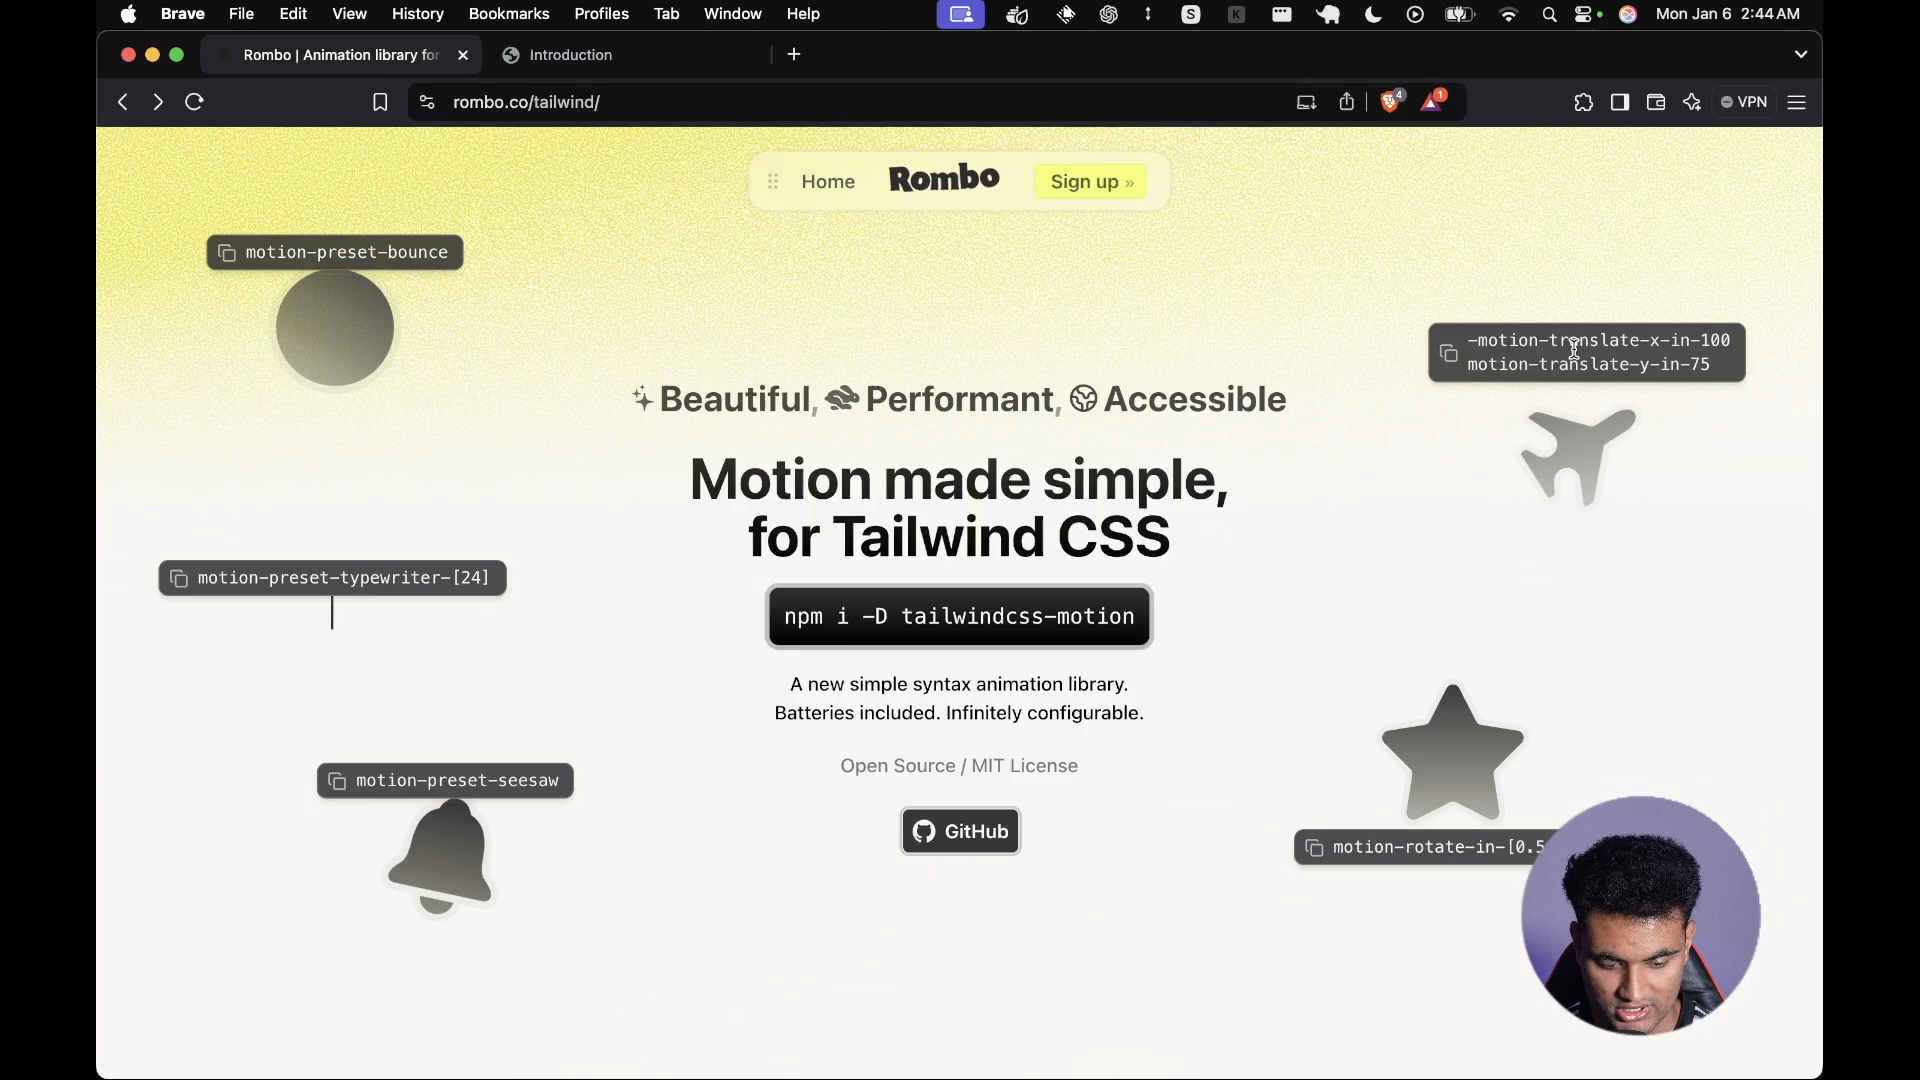 Brave File Edit View History Bookmarks Profiles Tab Window Help
S K Mon Jan 6 2:44 AM
Rombo | Animation library for
Introduction
rombo.co/tailwind/
4 1
VPN
Home Rombo Sign up »
motion-preset-bounce
-motion-translate-x-in-100
motion-translate-y-in-75
Beautiful, Performant, Accessible
Motion made simple,
for Tailwind CSS
motion-preset-typewriter-[24]
npm i -D tailwindcss-motion
A new simple syntax animation library.
Batteries included. Infinitely configurable.
Open Source / MIT License
motion-preset-seesaw
GitHub
motion-rotate-in-[0.5